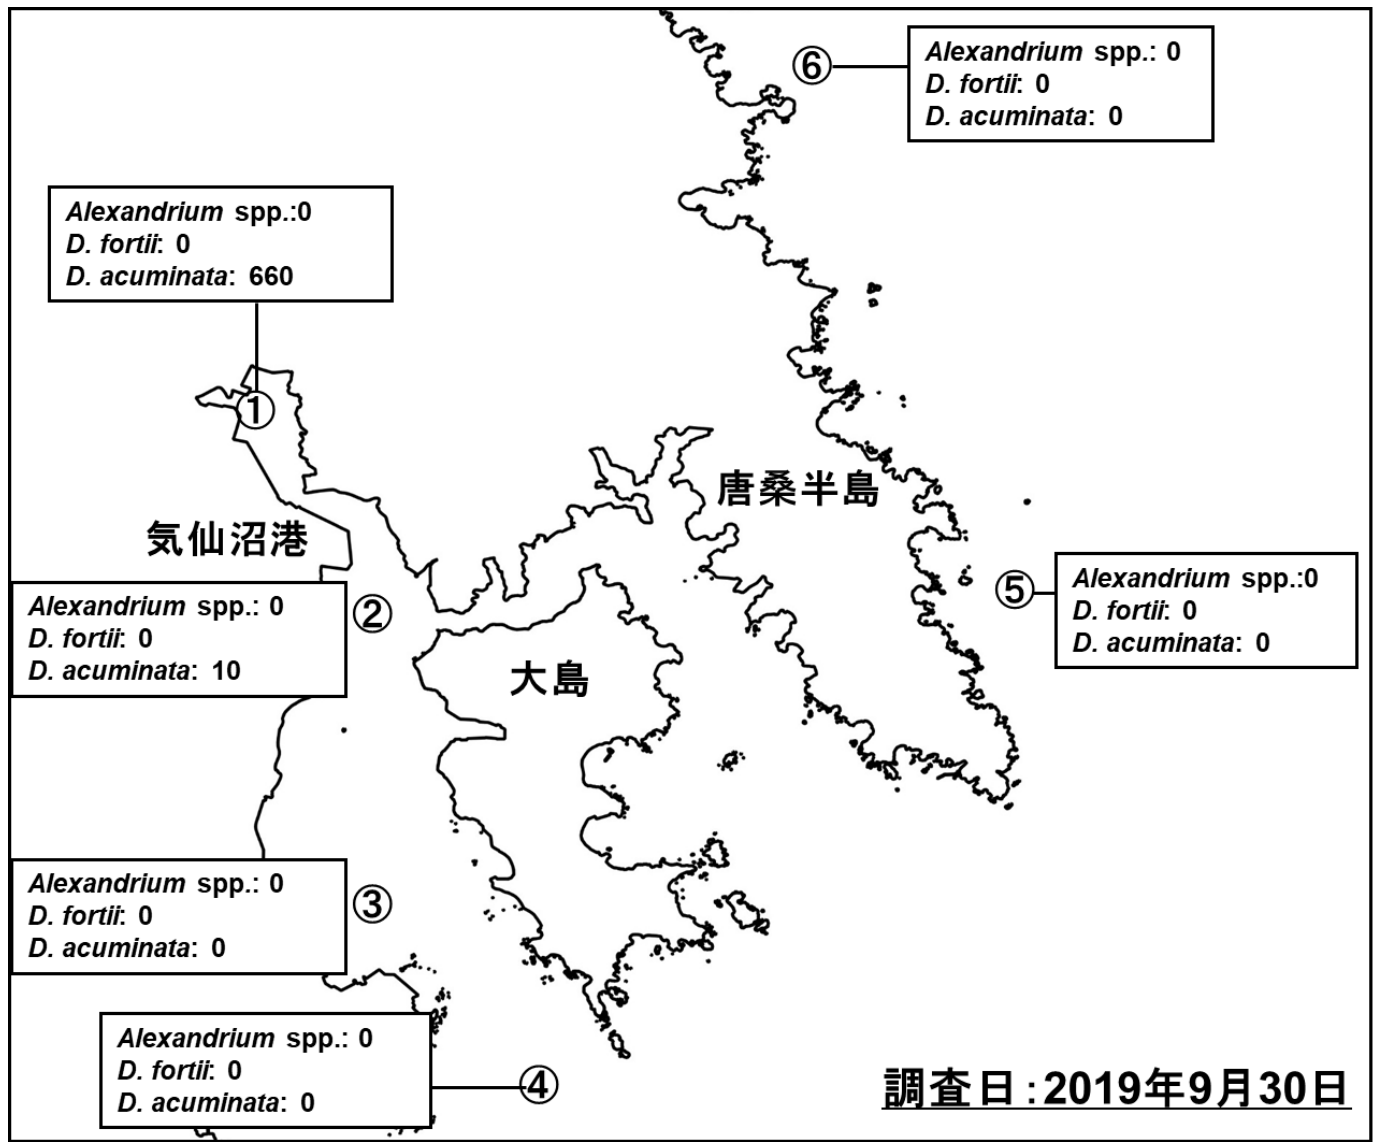 ⑥
Alexandrium spp.: 0
D. fortii: 0
D. acuminata: 0
Alexandrium spp.:0
D. fortii: 0
D. acuminata: 660
①
唐桑半島
気仙沼港
Alexandrium spp.: 0
D. fortii: 0
D. acuminata: 10
②
⑤
Alexandrium spp.:0
D. fortii: 0
D. acuminata: 0
大島
Alexandrium spp.: 0
D. fortii: 0
D. acuminata: 0
③
Alexandrium spp.: 0
D. fortii: 0
D. acuminata: 0
④
調査日:2019年9月30日